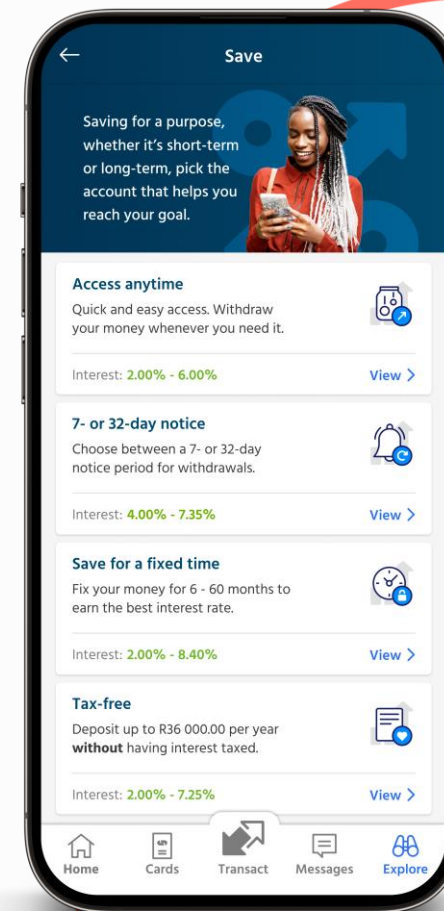 Save
Saving for a purpose,
whether it's short-term
or long-term, pick the
account that helps you
reach your goal.
Access anytime
Quick and easy access. Withdraw
your money whenever you need it.
Interest: 2.00% - 6.00%
View >
7- or 32-day notice
Choose between a 7- or 32-day
notice period for withdrawals.
Interest: 4.00% - 7.35%
View >
Save for a fixed time
Fix your money for 6 - 60 months to
earn the best interest rate.
Interest: 2.00% - 8.40%
View >
Tax-free
Deposit up to R36 000.00 per year
without having interest taxed.
Interest: 2.00% - 7.25%
View >
Home
Cards
Transact
Messages
Explore